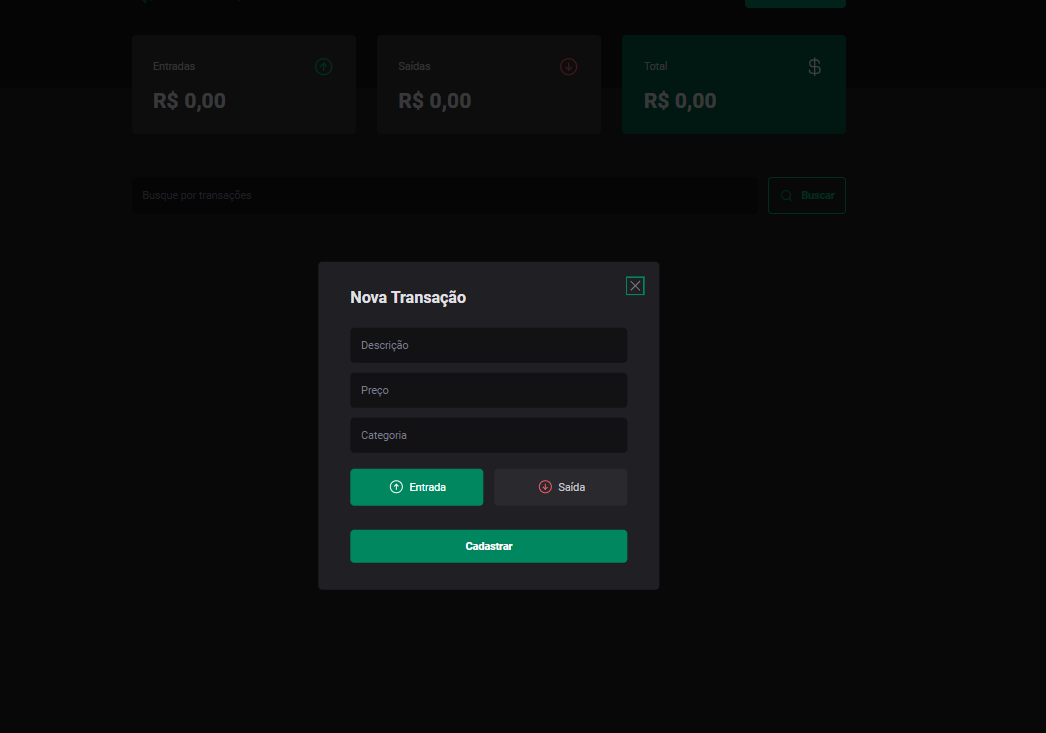 Entradas
R$ 0,00
Saídas
R$ 0,00
Total
$
R$ 0,00
Busque por transações
Buscar
Nova Transação
Descrição
Preço
Categoria
Entrada
Saída
Cadastrar